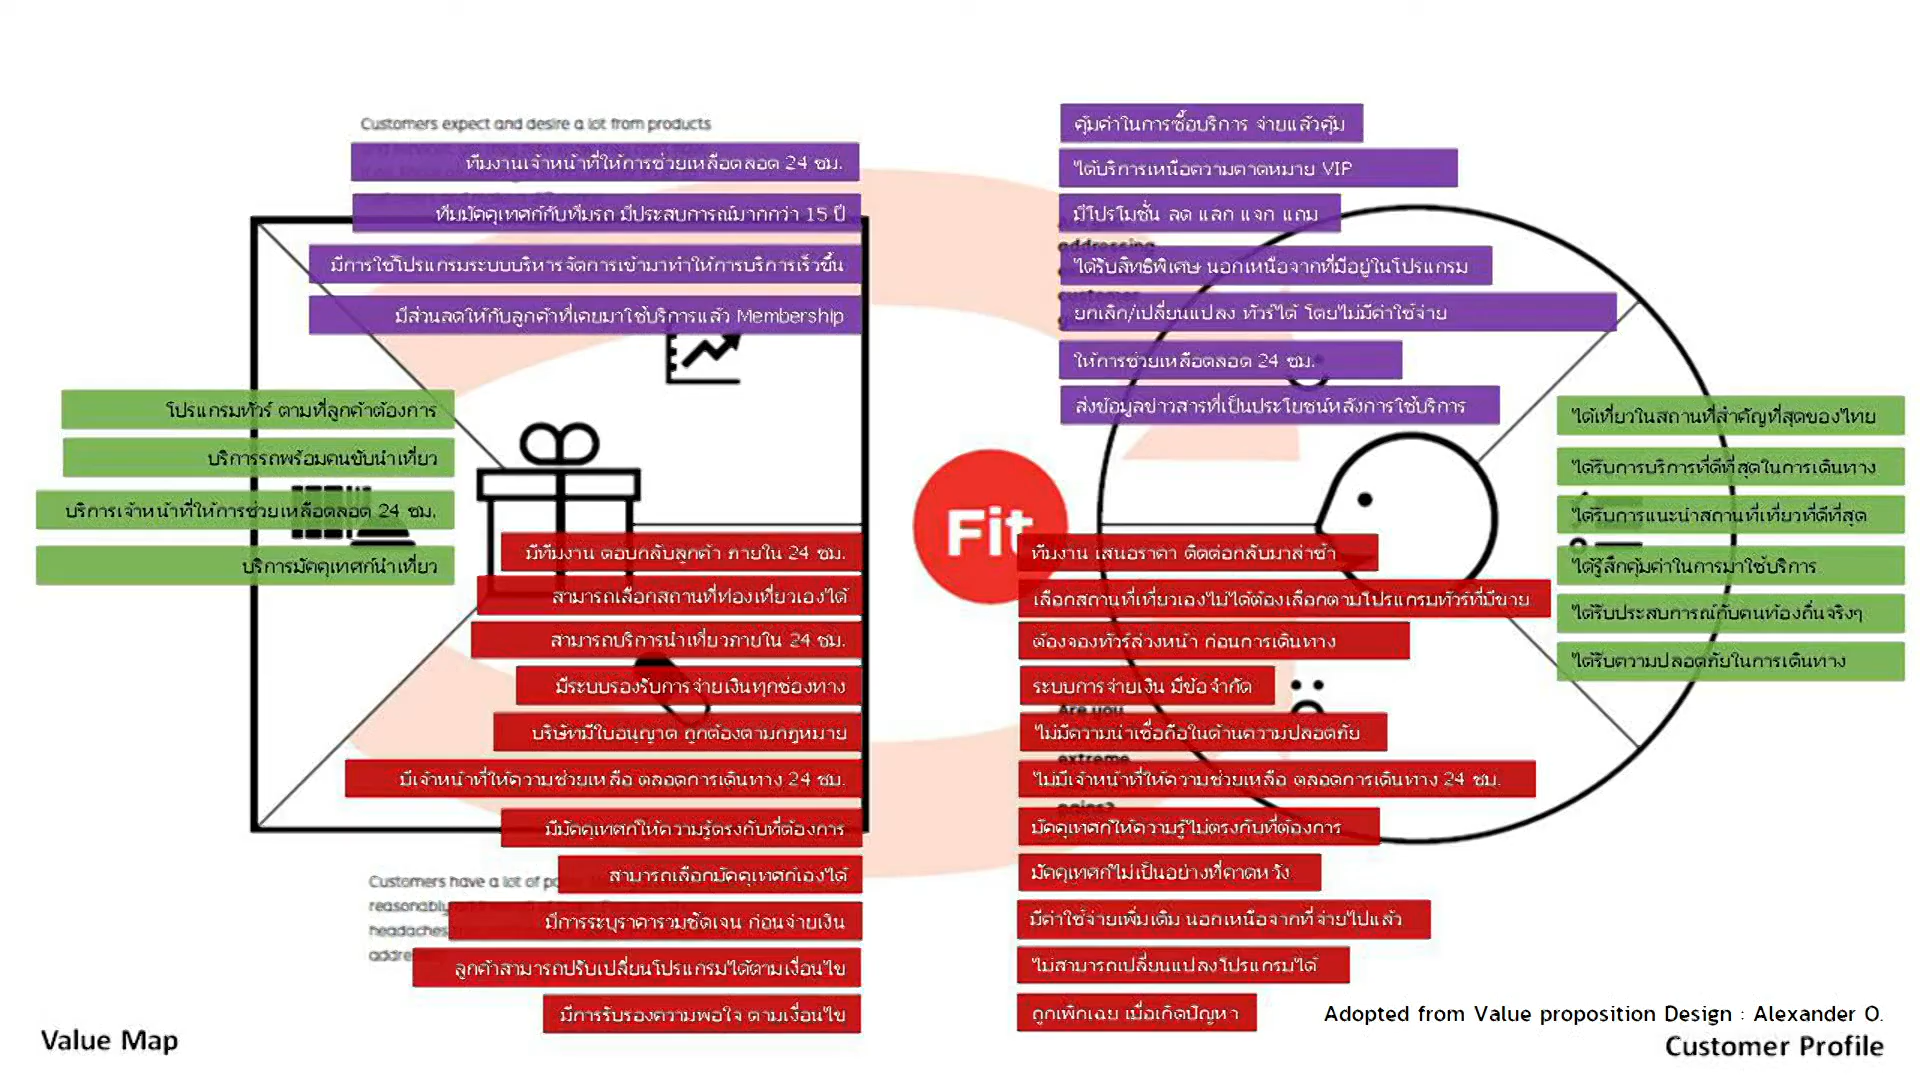 Customers expect and desire a lot from products
ทีมงานเจ้าหน้าที่ให้การช่วยเหลือตลอด 24 ชม.
ทีมมัคคุเทศก์กับทีมรถ มีประสบการณ์มากกว่า 15 ปี
มีการใช้โปรแกรมระบบบริหารจัดการเข้ามาทำให้การบริการเร็วขึ้น
มีส่วนลดให้กับลูกค้าที่เคยมาใช้บริการแล้ว Membership
โปรแกรมทัวร์ ตามที่ลูกค้าต้องการ
บริการรถพร้อมคนขับนำเที่ยว
บริการเจ้าหน้าที่ให้การช่วยเหลือตลอด 24 ชม.
บริการมัคคุเทศก์นำเที่ยว
มีทีมงาน ตอบกลับลูกค้า ภายใน 24 ชม.
สามารถเลือกสถานที่ท่องเที่ยวเองได้
สามารถบริการนำเที่ยวภายใน 24 ชม.
มีระบบรองรับการจ่ายเงินทุกช่องทาง
บริษัทมีใบอนุญาต ถูกต้องตามกฎหมาย
มีเจ้าหน้าที่ให้ความช่วยเหลือ ตลอดการเดินทาง 24 ชม.
มีมัคคุเทศก์ให้ความรู้ตรงกับที่ต้องการ
สามารถเลือกมัคคุเทศก์เองได้
มีการระบุราคารวมชัดเจน ก่อนจ่ายเงิน
ลูกค้าสามารถปรับเปลี่ยนโปรแกรมได้ตามเงื่อนไข
มีการรับรองความพอใจ ตามเงื่อนไข
Customers have a lot of
reasonably
headaches
Value Map
Fit
คุ้มค่าในการซื้อบริการ จ่ายแล้วคุ้ม
ได้บริการเหนือความคาดหมาย VIP
มีโปรโมชั่น ลด แลก แจก แถม
addressing
ได้รับสิทธิพิเศษ นอกเหนือจากที่มีอยู่ในโปรแกรม
customer
ยกเลิก/เปลี่ยนแปลง ทัวร์ได้ โดยไม่มีค่าใช้จ่าย
ให้การช่วยเหลือตลอด 24 ชม.
ส่งข้อมูลข่าวสารที่เป็นประโยชน์หลังการใช้บริการ
ได้เที่ยวในสถานที่สำคัญที่สุดของไทย
ได้รับการบริการที่ดีที่สุดในการเดินทาง
ได้รับการแนะนำสถานที่เที่ยวที่ดีที่สุด
ได้รู้สึกคุ้มค่าในการมาใช้บริการ
ได้รับประสบการณ์กับคนท้องถิ่นจริงๆ
ได้รับความปลอดภัยในการเดินทาง
ทีมงาน เสนอราคา ติดต่อกลับมาล่าช้า
เลือกสถานที่เที่ยวเองไม่ได้ต้องเลือกตามโปรแกรมทัวร์ที่มีขาย
ต้องจองทัวร์ล่วงหน้า ก่อนการเดินทาง
ระบบการจ่ายเงิน มีข้อจำกัด
Are you
ไม่มีความน่าเชื่อถือในด้านความปลอดภัย
extreme
ไม่มีเจ้าหน้าที่ให้ความช่วยเหลือ ตลอดการเดินทาง 24 ชม.
pains?
มัคคุเทศก์ให้ความรู้ไม่ตรงกับที่ต้องการ
มัคคุเทศก์ไม่เป็นอย่างที่คาดหวัง
มีค่าใช้จ่ายเพิ่มเติม นอกเหนือจากที่จ่ายไปแล้ว
ไม่สามารถเปลี่ยนแปลงโปรแกรมได้
ถูกเพิกเฉย เมื่อเกิดปัญหา
Adopted from Value proposition Design : Alexander O.
Customer Profile